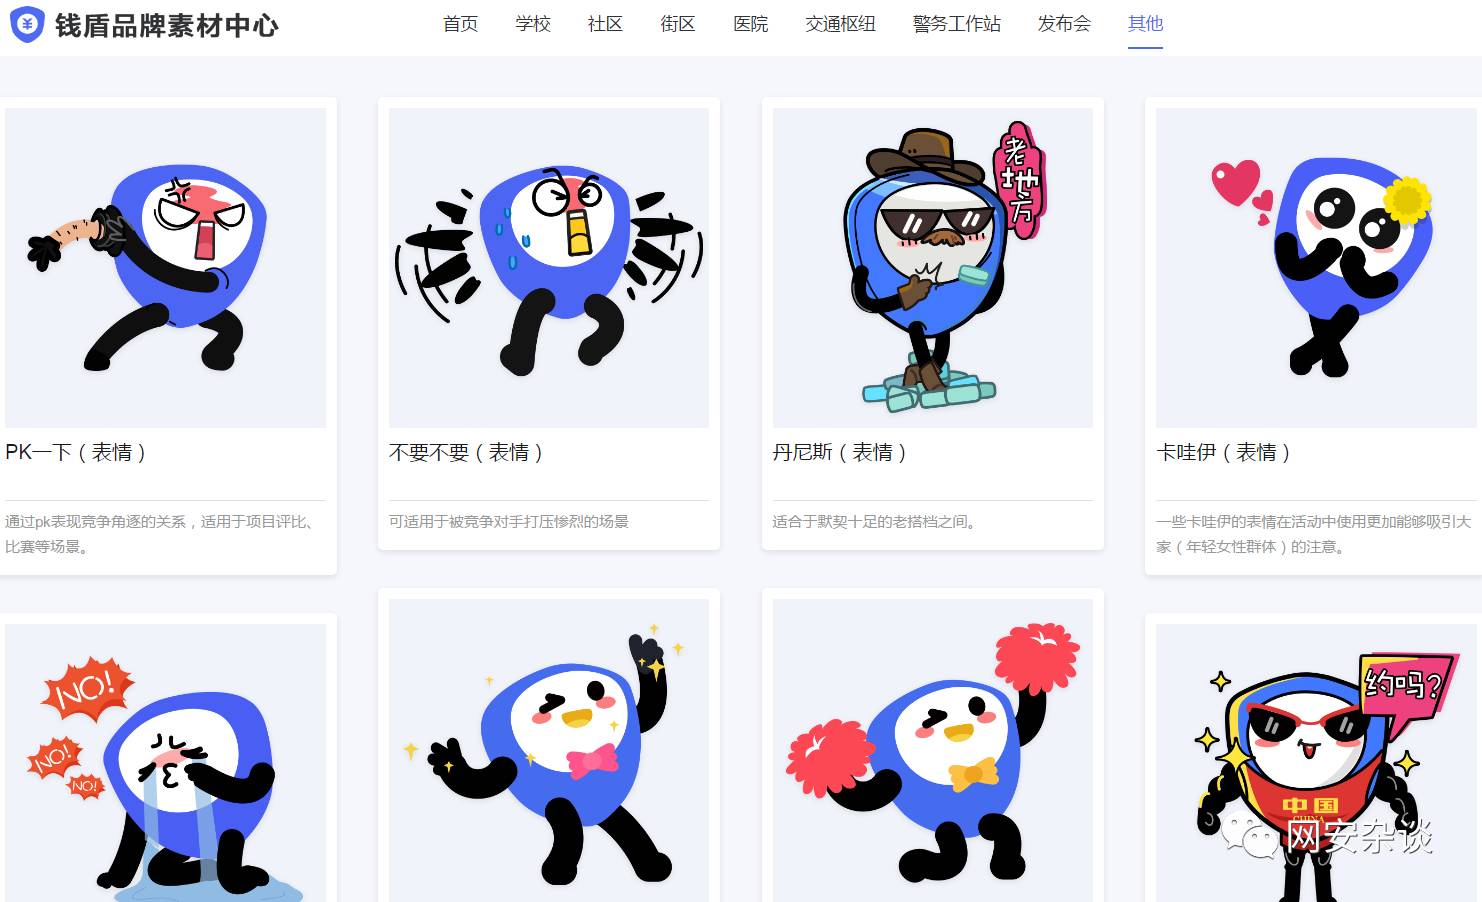 钱盾品牌素材中心
首页 学校 社区 街区 医院 交通枢纽 警务工作站 发布会 其他
老地方
PK一下（表情）
不要不要（表情）
丹尼斯（表情）
卡哇伊（表情）
通过pk表现竞争角逐的关系，适用于项目评比、
比赛等场景。
可适用于被竞争对手打压惨烈的场景
适合于默契十足的老搭档之间。
一些卡哇伊的表情在活动中使用更加能够吸引大
家（年轻女性群体）的注意。
NO!
NO!
NO!
约吗?
中国
CHINA
网安杂谈